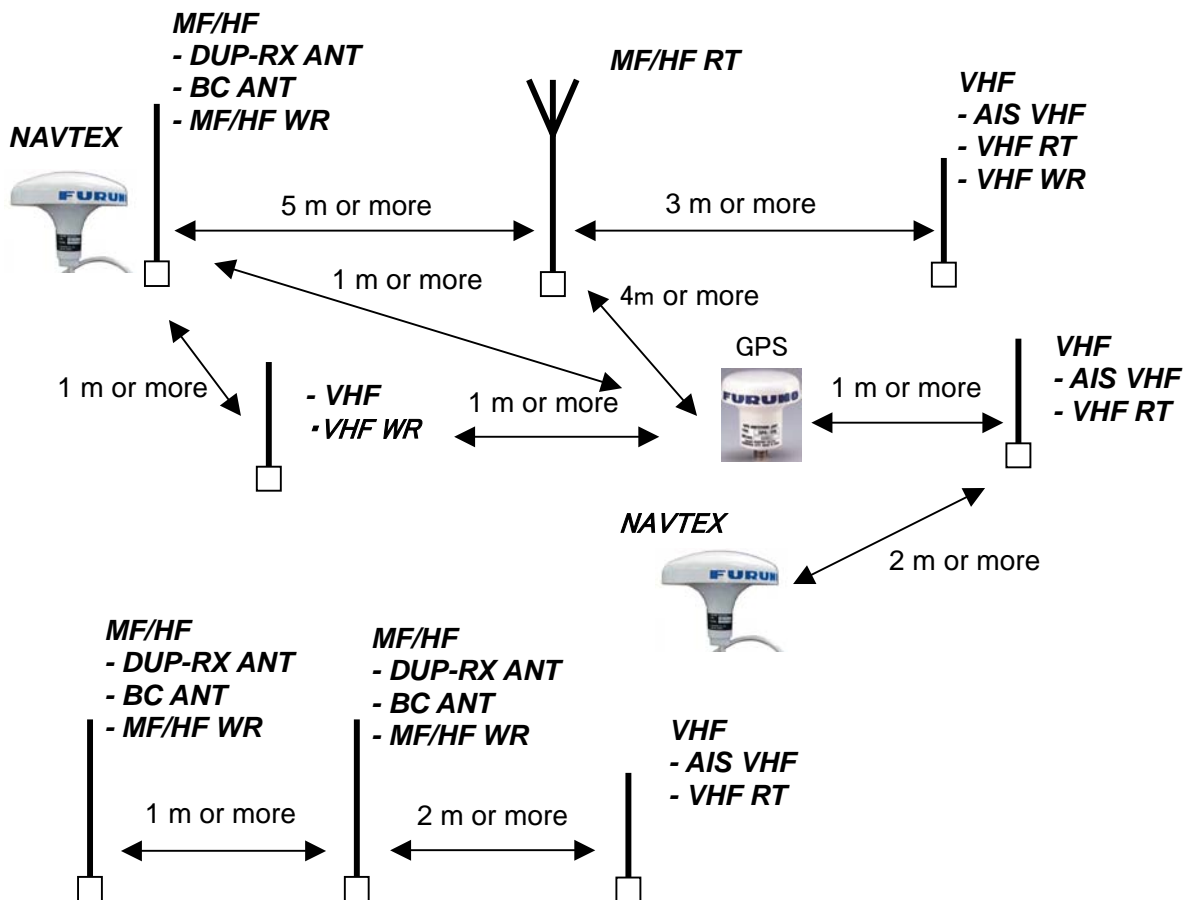 MF/HF
- DUP-RX ANT
- BC ANT
- MF/HF WR
MF/HF RT
VHF
- AIS VHF
- VHF RT
- VHF WR
NAVTEX
FURUNO
5 m or more
3 m or more
1 m or more
4m or more
GPS
FURUNO
1 m or more
- VHF
・VHF WR
1 m or more
1 m or more
VHF
- AIS VHF
- VHF RT
NAVTEX
FURUNO
2 m or more
MF/HF
- DUP-RX ANT
- BC ANT
- MF/HF WR
MF/HF
- DUP-RX ANT
- BC ANT
- MF/HF WR
VHF
- AIS VHF
- VHF RT
1 m or more
2 m or more